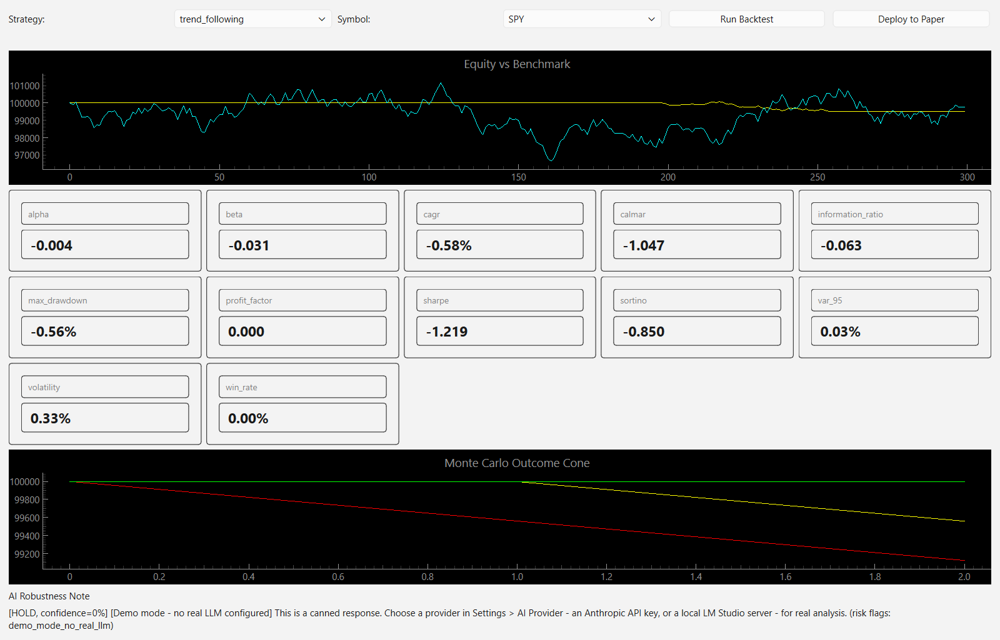 Strategy: trend_following Symbol: SPY Run Backtest Deploy to Paper
Equity vs Benchmark
101000
100000
99000
98000
97000
0 50 100 150 200 250 300
alpha beta cagr calmar information_ratio
-0.004 -0.031 -0.58% -1.047 -0.063
max_drawdown profit_factor sharpe sortino var_95
-0.56% 0.000 -1.219 -0.850 0.03%
volatility win_rate
0.33% 0.00%
Monte Carlo Outcome Cone
100000
99800
99600
99400
99200
0 0.2 0.4 0.6 0.8 1.0 1.2 1.4 1.6 1.8 2.0
AI Robustness Note
[HOLD, confidence=0%] [Demo mode - no real LLM configured] This is a canned response. Choose a provider in Settings > AI Provider - an Anthropic API key, or a local LM Studio server - for real analysis. (risk flags:
demo_mode_no_real_llm)